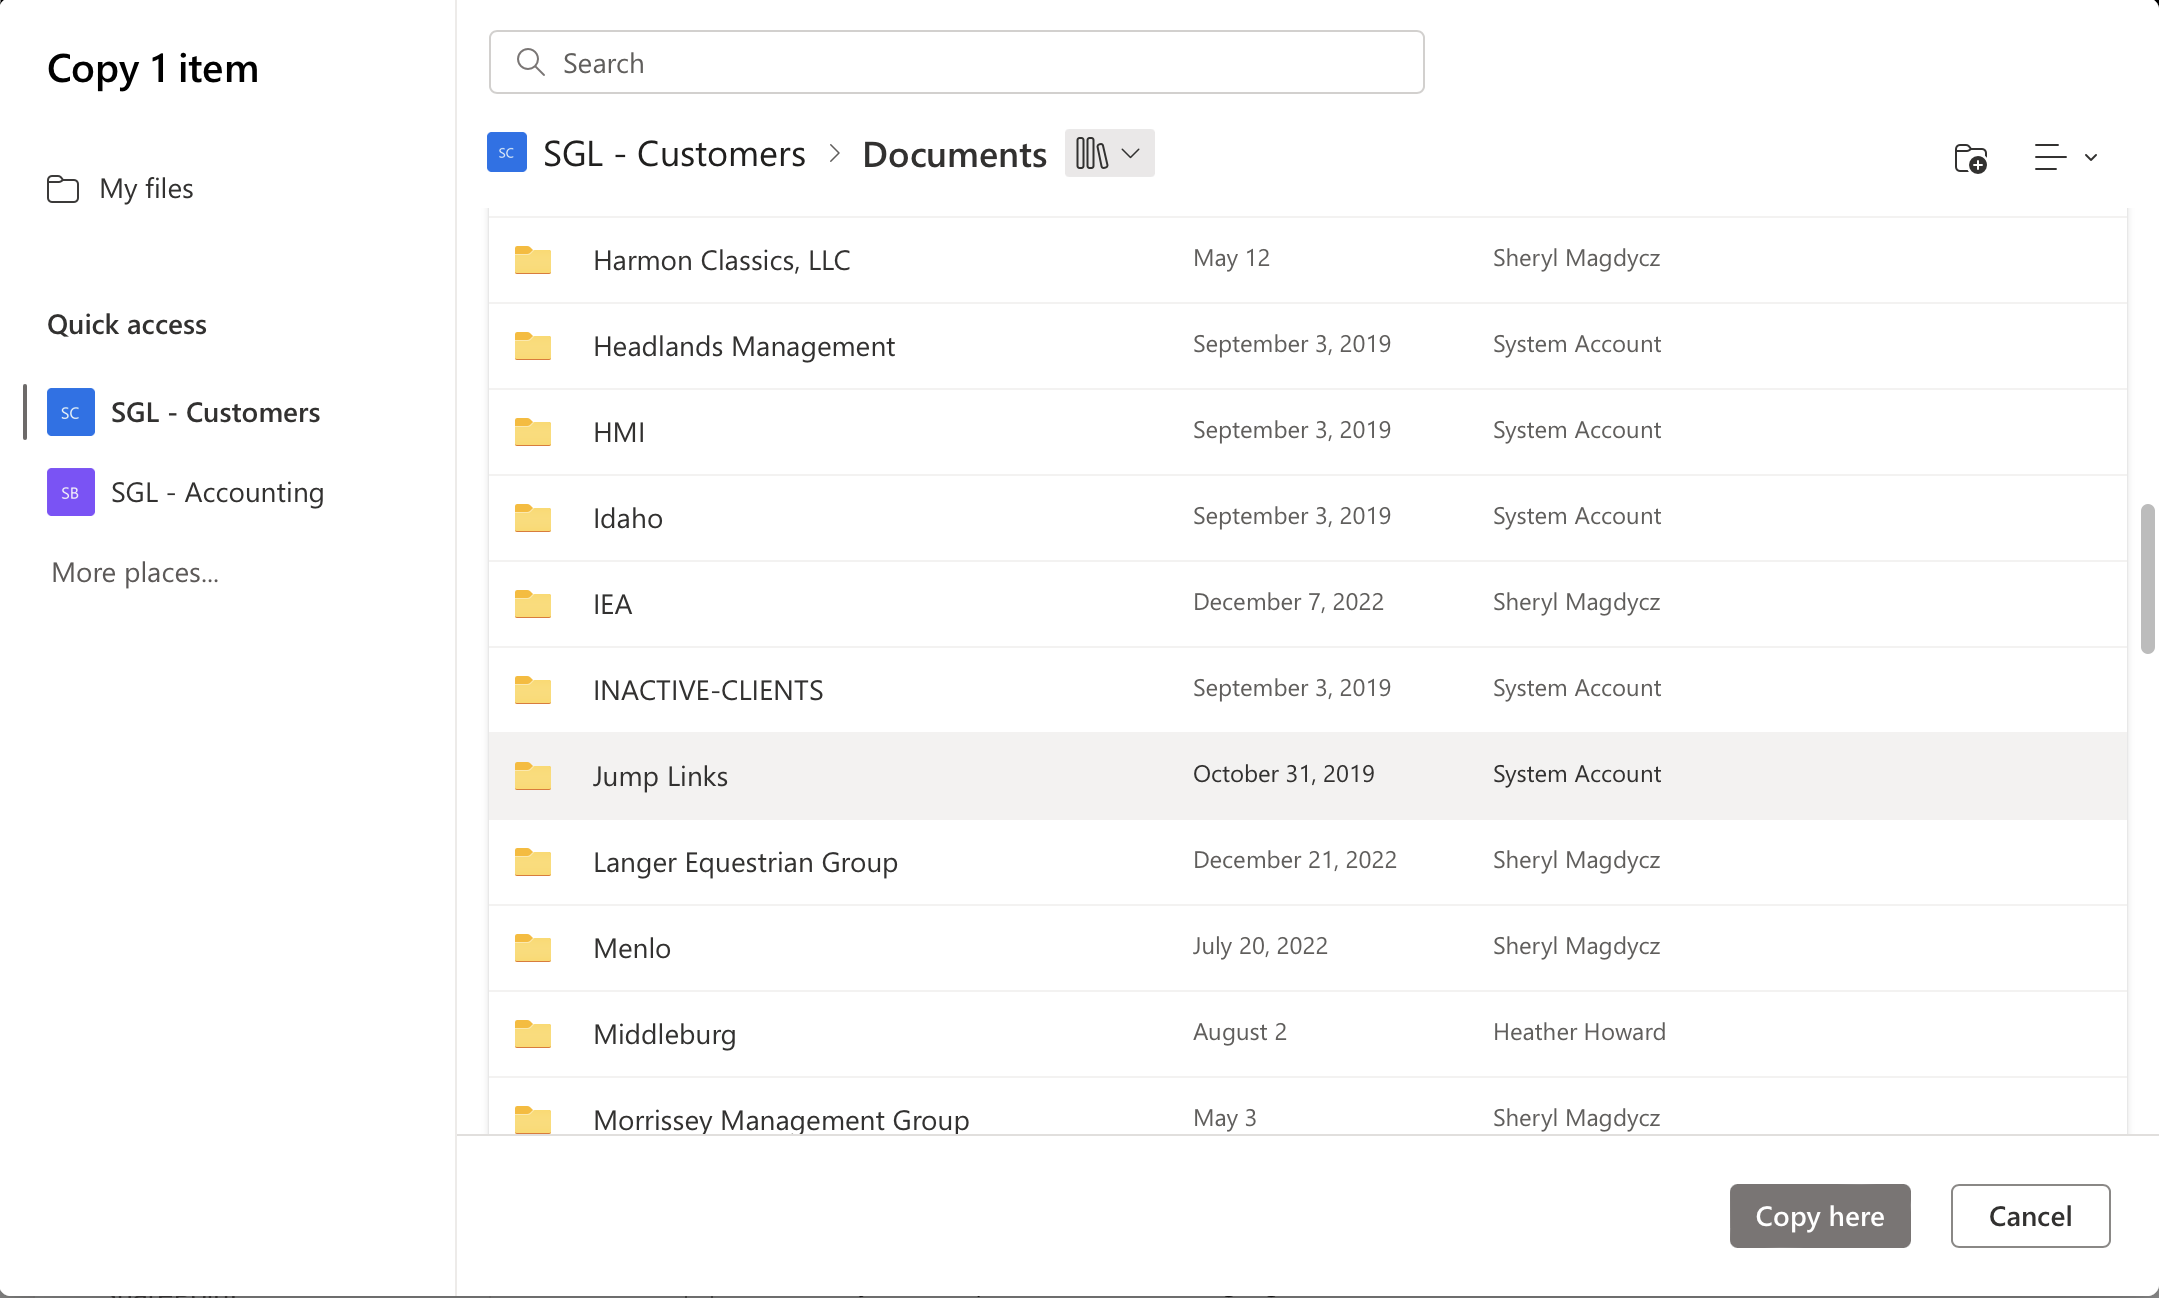 Copy 1 item
My files
Quick access
SC SGL - Customers
SB SGL - Accounting
More places...
Search
SC SGL - Customers > Documents
Harmon Classics, LLC May 12 Sheryl Magdycz
Headlands Management September 3, 2019 System Account
HMI September 3, 2019 System Account
Idaho September 3, 2019 System Account
IEA December 7, 2022 Sheryl Magdycz
INACTIVE-CLIENTS September 3, 2019 System Account
Jump Links October 31, 2019 System Account
Langer Equestrian Group December 21, 2022 Sheryl Magdycz
Menlo July 20, 2022 Sheryl Magdycz
Middleburg August 2 Heather Howard
Morrissey Management Group May 3 Sheryl Magdycz
Copy here Cancel